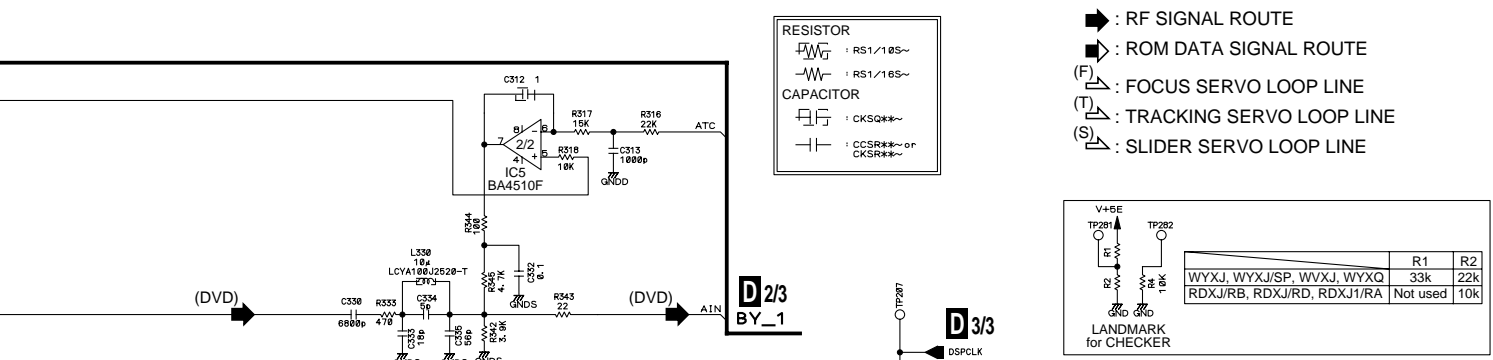 RESISTOR
: RS1/10S~
: RS1/16S~
CAPACITOR
: CKSQ**~
: CCSR**~ or
CKSR**~
: RF SIGNAL ROUTE
: ROM DATA SIGNAL ROUTE
(F) : FOCUS SERVO LOOP LINE
(T) : TRACKING SERVO LOOP LINE
(S) : SLIDER SERVO LOOP LINE
C312 1
R317
15K
R316
22K
ATC
8
6
7
2/2
5
4
R318
10K
C313
1000p
GNDD
IC5
BA4510F
R344
100
L330
10µ
LCYA100J2520-T
R345
4.7K
C332
0.1
GNDS
(DVD)
C330
6800p
R333
470
C334
5p
C333
18p
C335
56p
R342
3.9K
R343
22
(DVD)
AIN
D 2/3
BY_1
TP207
D 3/3
DSPCLK
V+5E
TP281
TP282
R1
R2
R4
10K
GND GND
LANDMARK
for CHECKER
R1 R2
WYXJ, WYXJ/SP, WVXJ, WYXQ 33k 22k
RDXJ/RB, RDXJ/RD, RDXJ1/RA Not used 10k